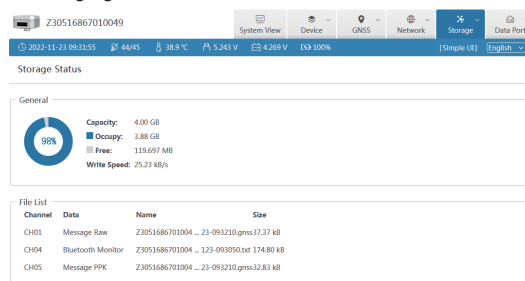 Z30516867010049
System View
Device
GNSS
Network
Storage
Data Port
2022-11-23 09:31:55 44/45 38.9 ℃ 5.243 V 4.269 V 100% [Simple UI] English
Storage Status
General
98%
Capacity: 4.00 GB
Occupy: 3.88 GB
Free: 119.697 MB
Write Speed: 25.23 kB/s
File List
Channel Data Name Size
CH01 Message Raw Z3051686701004 ... 23-093210.gnss 37.37 kB
CH04 Bluetooth Monitor Z3051686701004 ... 123-093050.txt 174.80 kB
CH05 Message PPK Z3051686701004 ... 23-093210.gnss 32.83 kB